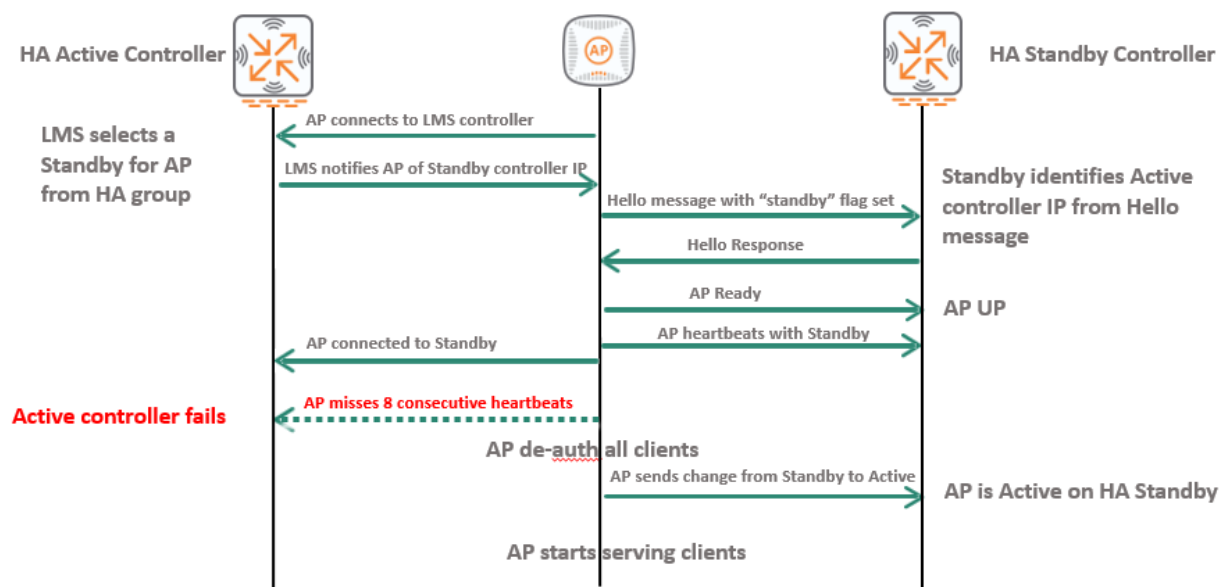 HA Active Controller
AP
HA Standby Controller
AP connects to LMS controller
LMS selects a
Standby for AP
from HA group
LMS notifies AP of Standby controller IP
Hello message with “standby” flag set
Standby identifies Active
controller IP from Hello
message
Hello Response
AP Ready
AP UP
AP heartbeats with Standby
AP connected to Standby
Active controller fails
AP misses 8 consecutive heartbeats
AP de-auth all clients
AP sends change from Standby to Active
AP is Active on HA Standby
AP starts serving clients